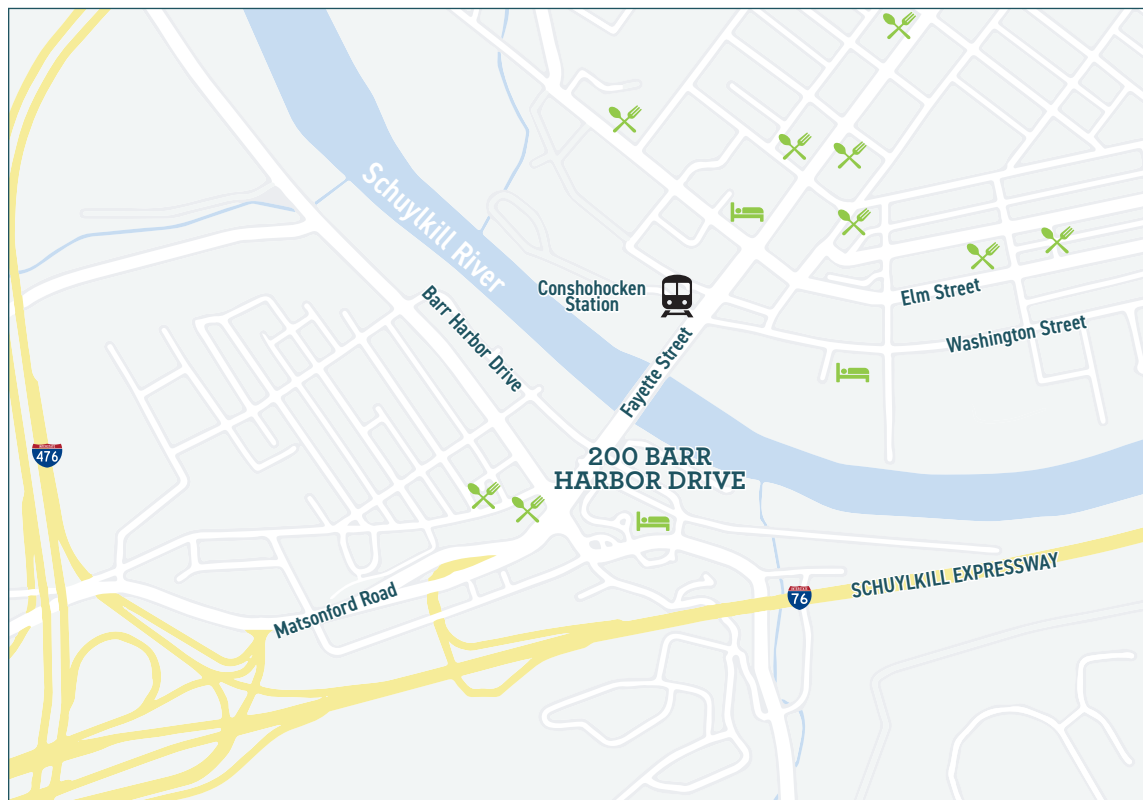 Schuylkill River
Conshohocken
Station
Elm Street
Barr Harbor Drive
Washington Street
Fayette Street
476
200 BARR
HARBOR DRIVE
SCHUYLKILL EXPRESSWAY
76
Matsonford Road